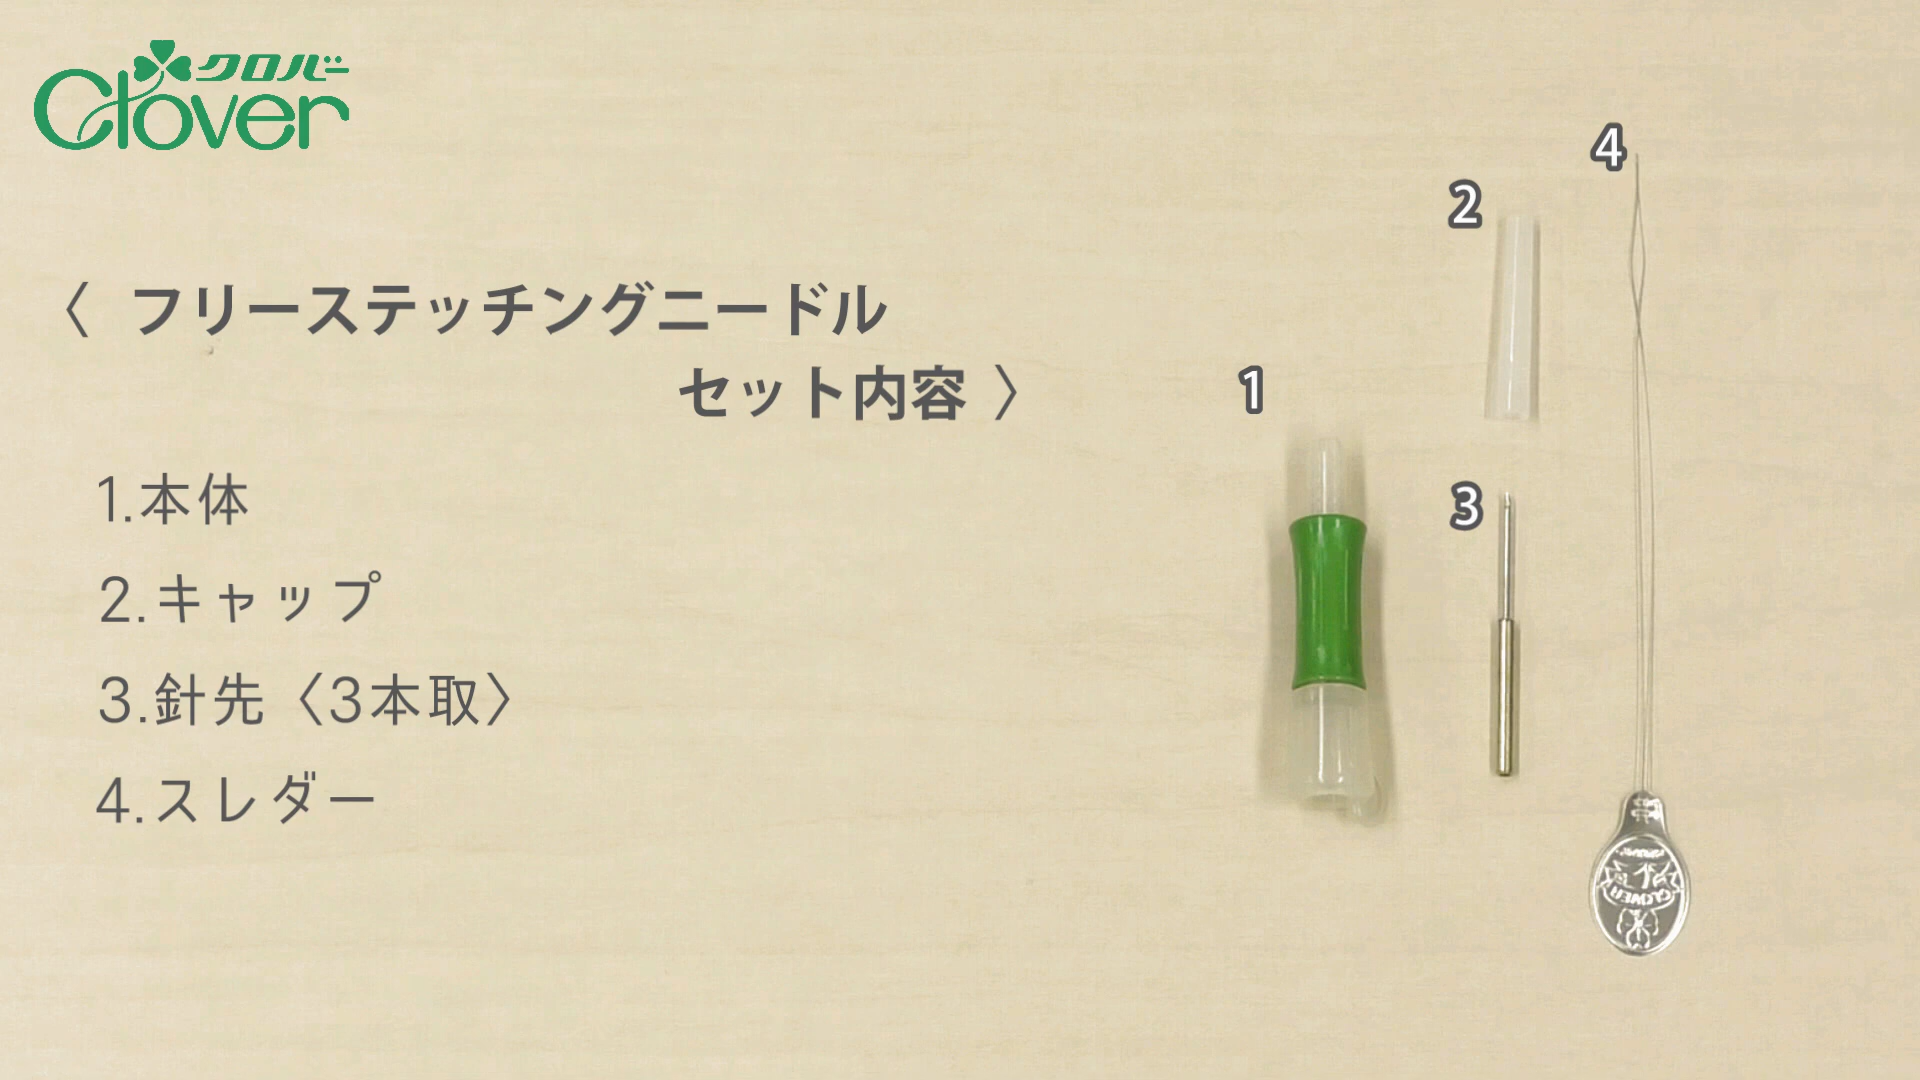 クロバー
Clover
〈 フリーステッチングニードル
セット内容 〉
1.本体
2.キャップ
3.針先〈3本取〉
4.スレダー
1
2
3
4
CLOVER